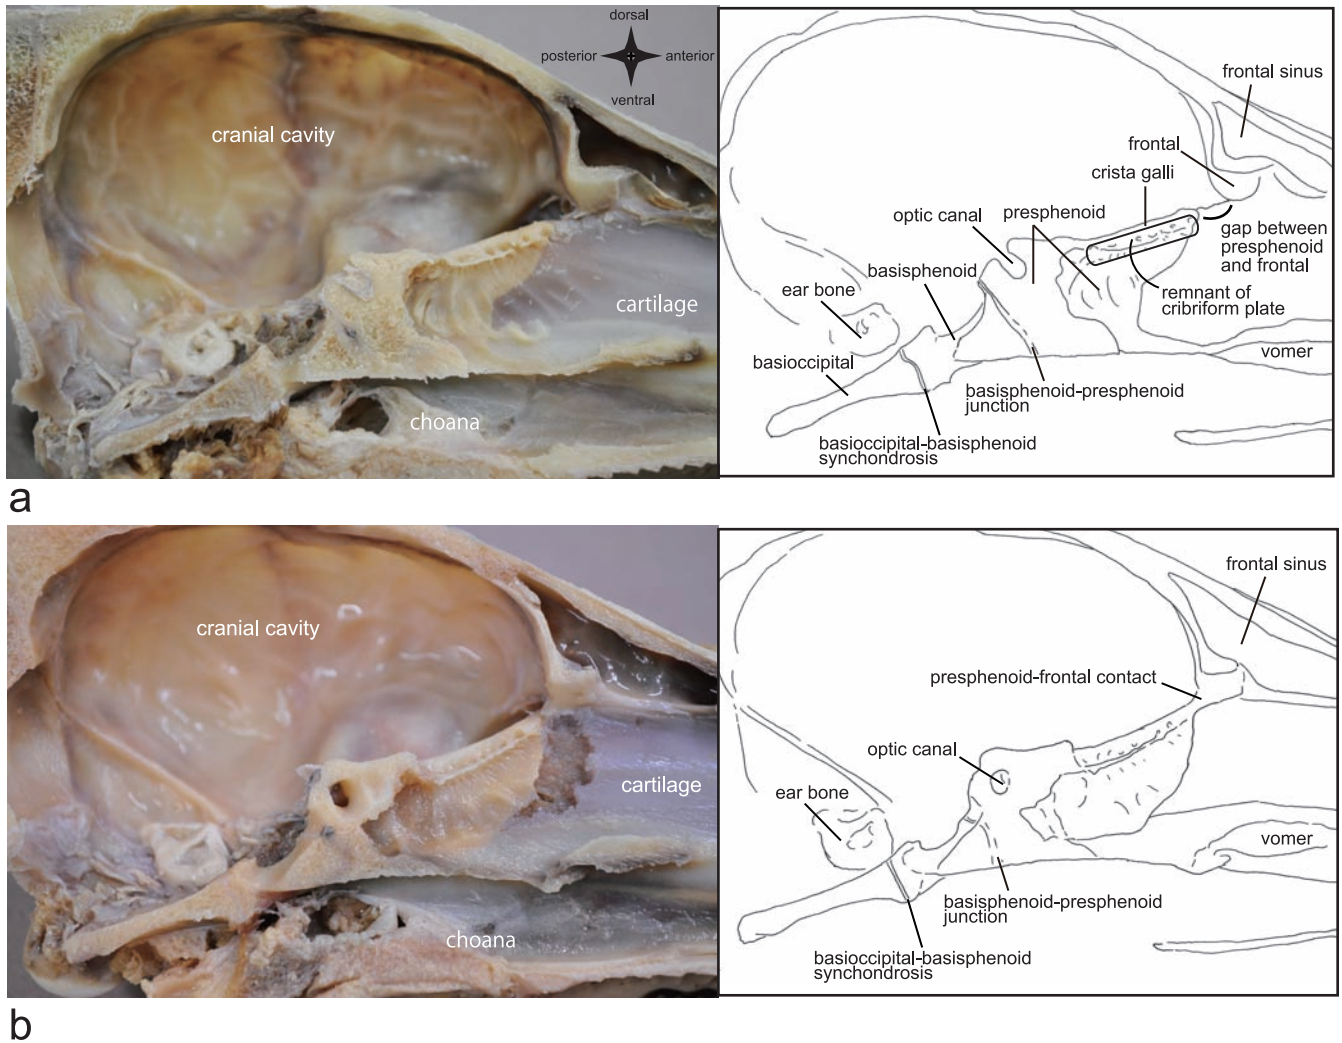 dorsal
posterior
anterior
ventral
cranial cavity
cartilage
choana
frontal sinus
frontal
crista galli
optic canal
presphenoid
gap between
presphenoid
and frontal
basisphenoid
ear bone
remnant of
cribriform plate
vomer
basioccipital
basisphenoid-presphenoid
junction
basioccipital-basisphenoid
synchondrosis
a
cranial cavity
cartilage
choana
frontal sinus
presphenoid-frontal contact
optic canal
ear bone
vomer
basisphenoid-presphenoid
junction
basioccipital-basisphenoid
synchondrosis
b